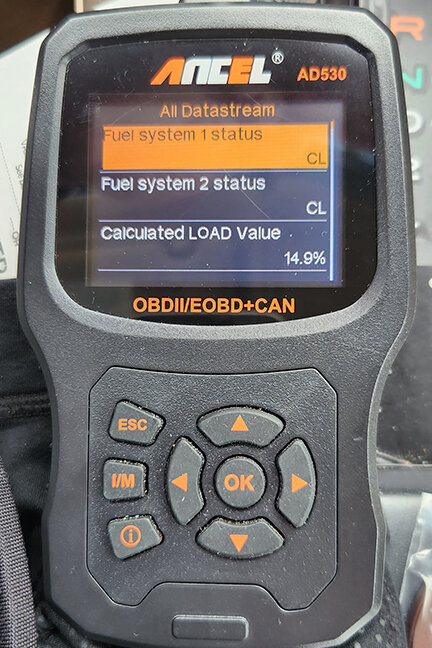 ANCEL®
AD530
All Datastream
Fuel system 1 status
CL
Fuel system 2 status
CL
Calculated LOAD Value
14.9%
OBDII/EOBD+CAN
ESC
I/M
OK